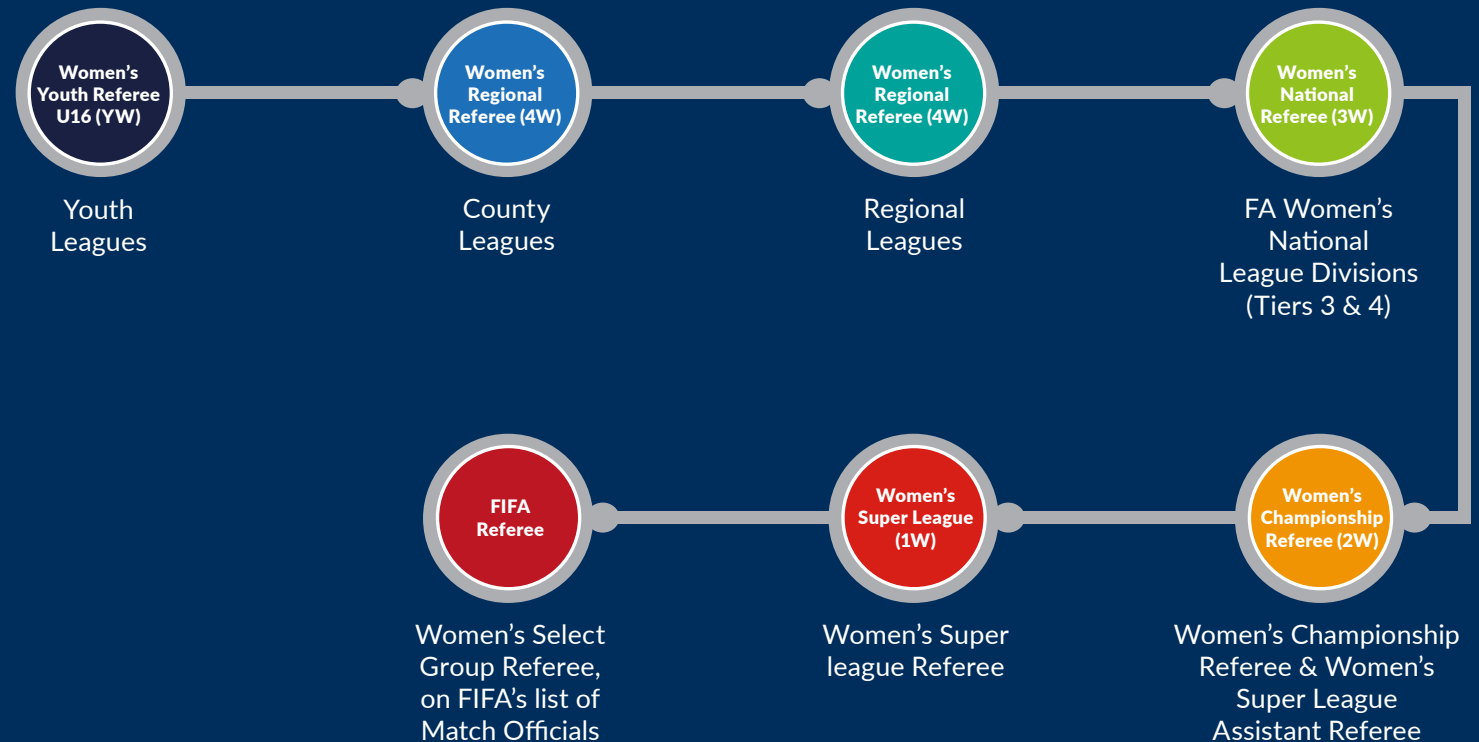 Women's
Youth Referee
U16 (YW)
Youth
Leagues
Women's
Regional
Referee (4W)
County
Leagues
Women's
Regional
Referee (4W)
Regional
Leagues
Women's
National
Referee (3W)
FA Women's
National
League Divisions
(Tiers 3 & 4)
Women's
Championship
Referee (2W)
Women's Championship
Referee & Women's
Super League
Assistant Referee
Women's
Super League
(1W)
Women's Super
league Referee
FIFA
Referee
Women's Select
Group Referee,
on FIFA's list of
Match Officials